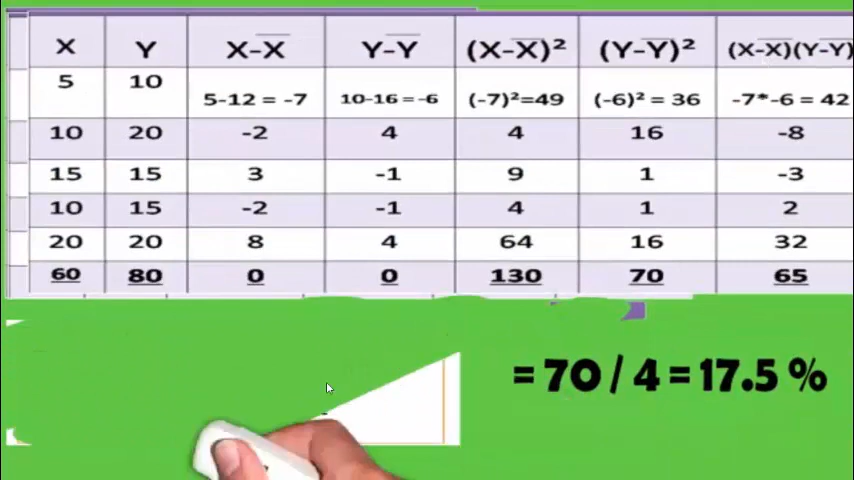 X Y X-X̅ Y-Y̅ (X-X̅)² (Y-Y̅)² (X-X̅)(Y-Y̅)
5 10 5-12 = -7 10-16 = -6 (-7)²=49 (-6)² = 36 -7*-6 = 42
10 20 -2 4 4 16 -8
15 15 3 -1 9 1 -3
10 15 -2 -1 4 1 2
20 20 8 4 64 16 32
60 80 0 0 130 70 65
= 70 / 4 = 17.5 %